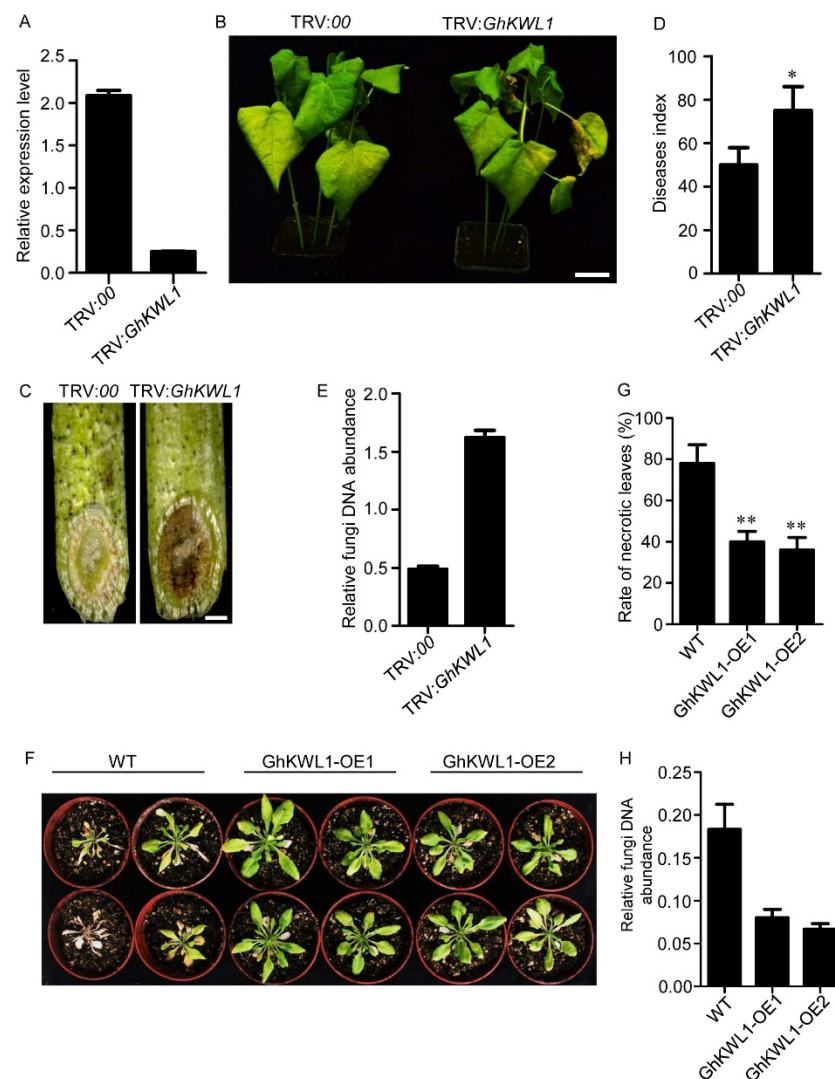 A
Relative expression level
2.5
2.0
1.5
1.0
0.5
0.0
TRV:00
TRV:GhKWL1
B
TRV:00 TRV:GhKWL1
D
Diseases index
100
80
60
40
20
0
*
TRV:00
TRV:GhKWL1
C
TRV:00 TRV:GhKWL1
E
Relative fungi DNA abundance
2.0
1.5
1.0
0.5
0.0
TRV:00
TRV:GhKWL1
G
Rate of necrotic leaves (%)
100
80
60
40
20
0
** **
WT
GhKWL1-OE1
GhKWL1-OE2
F
WT GhKWL1-OE1 GhKWL1-OE2
H
Relative fungi DNA
abundance
0.25
0.20
0.15
0.10
0.05
0.00
WT
GhKWL1-OE1
GhKWL1-OE2